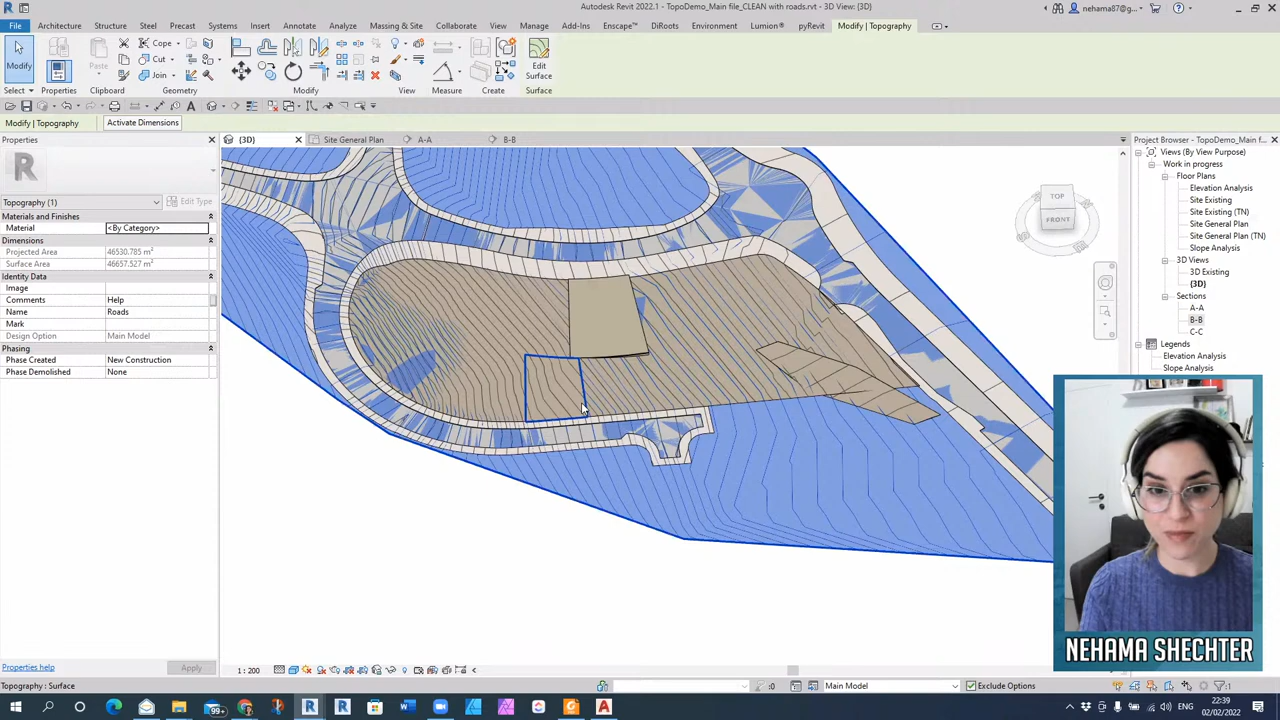 Autodesk Revit 2022.1 - TopoDemo_Main file_CLEAN with roads.rvt - 3D View: {3D}
nehama87@g...
File Architecture Structure Steel Precast Systems Insert Annotate Analyze Massing & Site Collaborate View Manage Add-Ins Enscape™ DiRoots Environment Lumion® pyRevit Modify | Topography
Modify Paste Cope Cut Join Edit Surface
Select Properties Clipboard Geometry Modify View Measure Create Surface
Modify | Topography Activate Dimensions
Properties
{3D} Site General Plan A-A B-B
Project Browser - TopoDemo_Main f...
R
Topography (1) Edit Type
Materials and Finishes
Material <By Category>
Dimensions
Projected Area 46530.785 m²
Surface Area 46657.527 m²
Identity Data
Image
Comments Help
Name Roads
Mark
Design Option Main Model
Phasing
Phase Created New Construction
Phase Demolished None
TOP
FRONT
Views (By View Purpose)
Work in progress
Floor Plans
Elevation Analysis
Site Existing
Site Existing (TN)
Site General Plan
Site General Plan (TN)
Slope Analysis
3D Views
3D Existing
{3D}
Sections
A-A
B-B
C-C
Legends
Elevation Analysis
Slope Analysis
NEHAMA SHECHTER
Properties help Apply
1 : 200
Topography : Surface
:0 Main Model Exclude Options :1
99+
ENG
22:39
02/02/2022